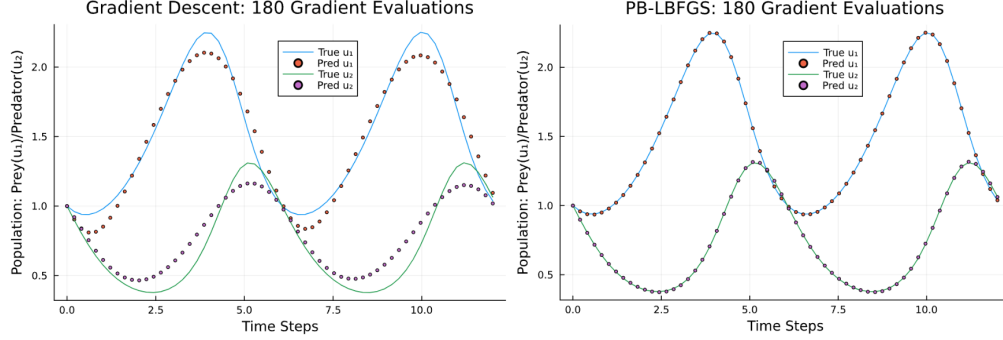 Gradient Descent: 180 Gradient Evaluations
Population: Prey(u₁)/Predator(u₂)
2.0
1.5
1.0
0.5
True u₁
Pred u₁
True u₂
Pred u₂
0.0
2.5
5.0
7.5
10.0
Time Steps
PB-LBFGS: 180 Gradient Evaluations
Population: Prey(u₁)/Predator(u₂)
2.0
1.5
1.0
0.5
True u₁
Pred u₁
True u₂
Pred u₂
0.0
2.5
5.0
7.5
10.0
Time Steps